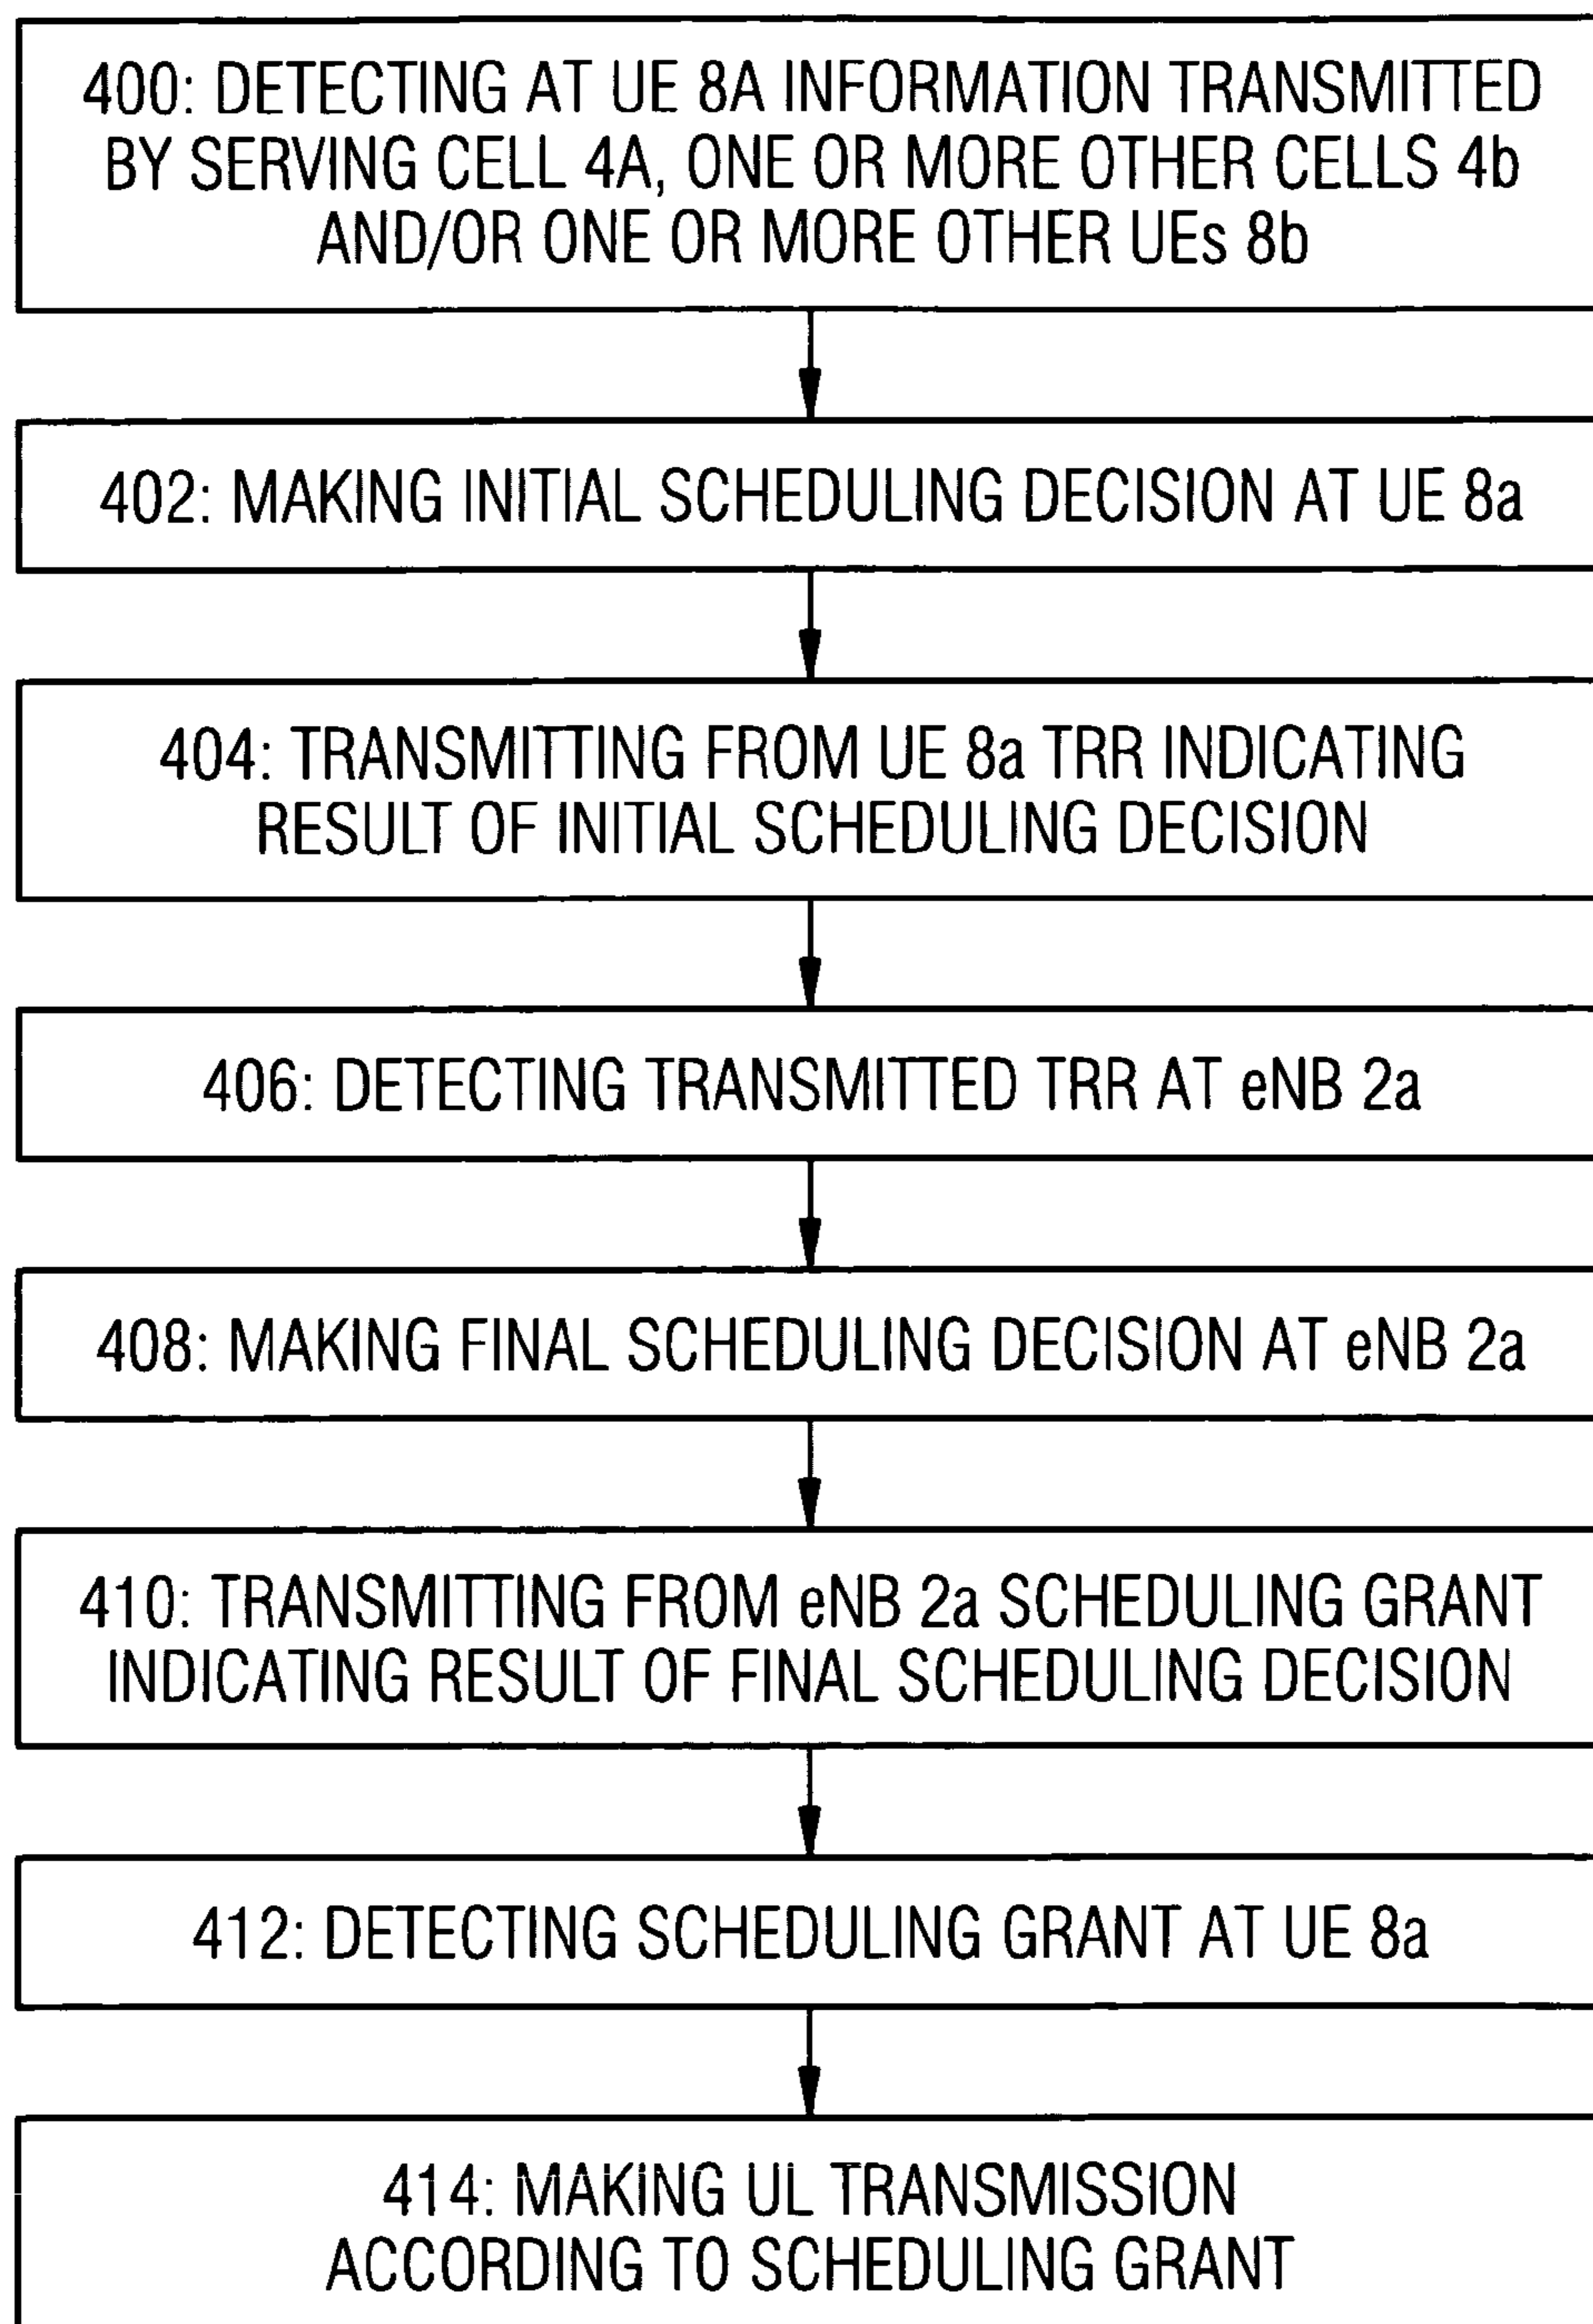 400: DETECTING AT UE 8A INFORMATION TRANSMITTED
BY SERVING CELL 4A, ONE OR MORE OTHER CELLS 4b
AND/OR ONE OR MORE OTHER UEs 8b
402: MAKING INITIAL SCHEDULING DECISION AT UE 8a
404: TRANSMITTING FROM UE 8a TRR INDICATING
RESULT OF INITIAL SCHEDULING DECISION
406: DETECTING TRANSMITTED TRR AT eNB 2a
408: MAKING FINAL SCHEDULING DECISION AT eNB 2a
410: TRANSMITTING FROM eNB 2a SCHEDULING GRANT
INDICATING RESULT OF FINAL SCHEDULING DECISION
412: DETECTING SCHEDULING GRANT AT UE 8a
414: MAKING UL TRANSMISSION
ACCORDING TO SCHEDULING GRANT